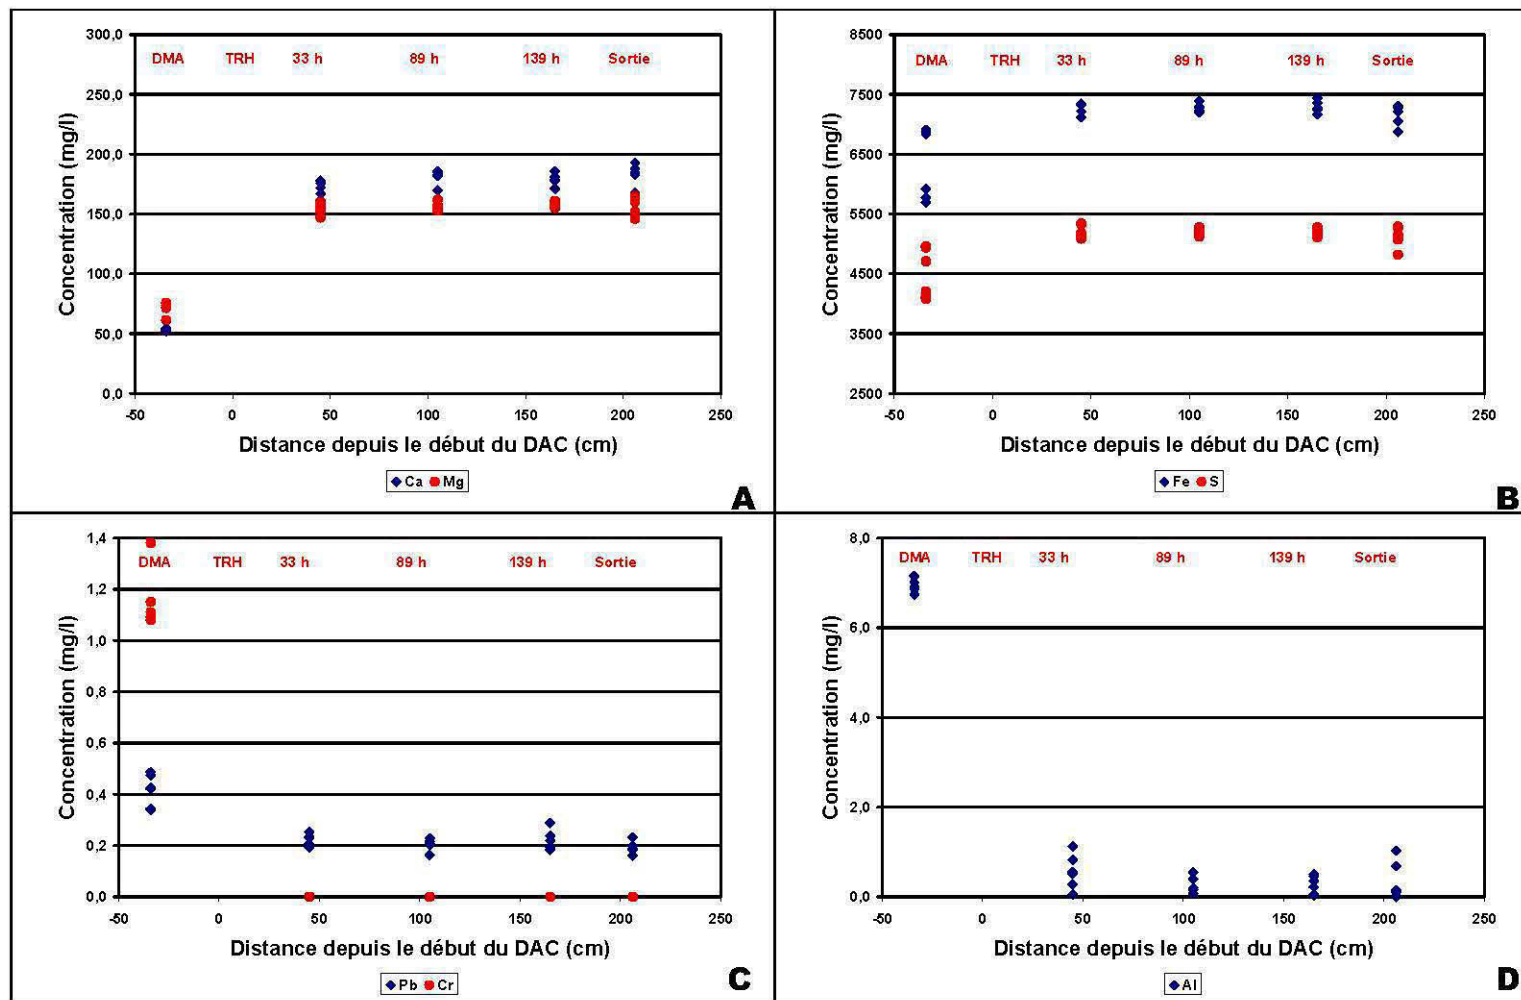 300,0
250,0
200,0
150,0
100,0
50,0
0,0
DMA TRH 33 h 89 h 139 h Sortie
-50 0 50 100 150 200 250
Concentration (mg/l)
Distance depuis le début du DAC (cm)
Ca Mg
A
8500
7500
6500
5500
4500
3500
2500
DMA TRH 33 h 89 h 139 h Sortie
-50 0 50 100 150 200 250
Concentration (mg/l)
Distance depuis le début du DAC (cm)
Fe S
B
1,4
1,2
1,0
0,8
0,6
0,4
0,2
0,0
DMA TRH 33 h 89 h 139 h Sortie
-50 0 50 100 150 200 250
Concentration (mg/l)
Distance depuis le début du DAC (cm)
Pb Cr
C
8,0
6,0
4,0
2,0
0,0
DMA TRH 33 h 89 h 139 h Sortie
-50 0 50 100 150 200 250
Concentration (mg/l)
Distance depuis le début du DAC (cm)
Al
D